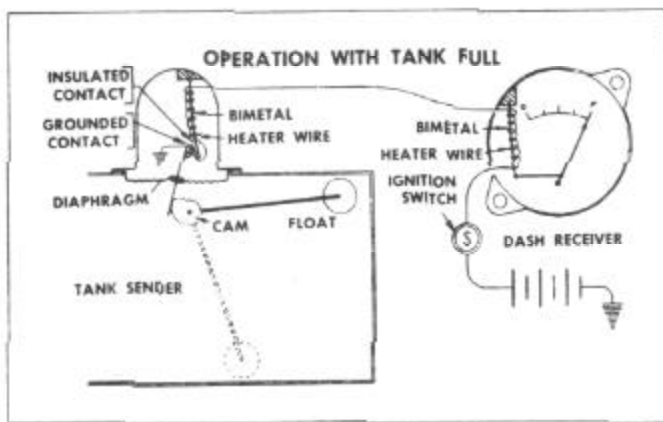 OPERATION WITH TANK FULL
INSULATED
CONTACT
GROUNDED
CONTACT
BIMETAL
HEATER WIRE
DIAPHRAGM
CAM
FLOAT
TANK SENDER
BIMETAL
HEATER WIRE
IGNITION
SWITCH
S
DASH RECEIVER